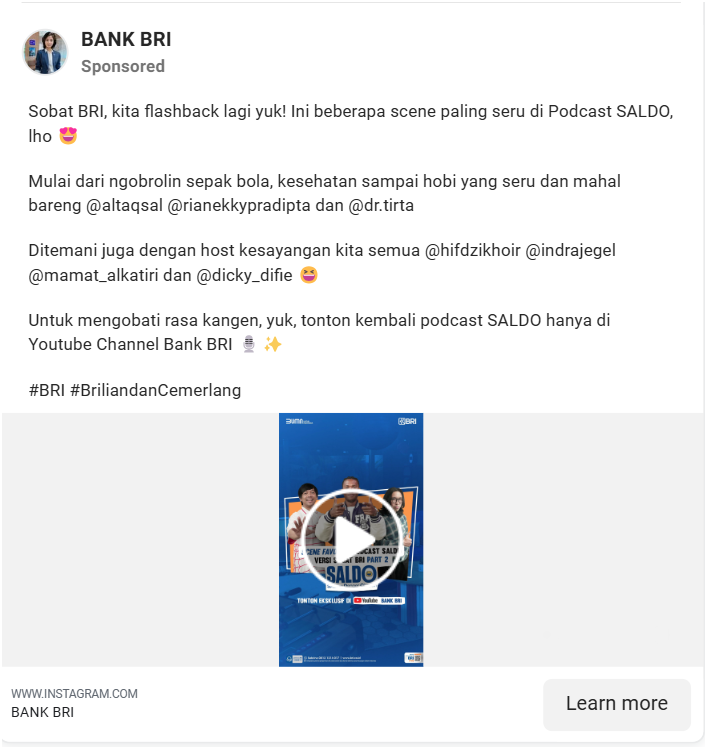 BANK BRI
Sponsored
Sobat BRI, kita flashback lagi yuk! Ini beberapa scene paling seru di Podcast SALDO,
lho 😍
Mulai dari ngobrolin sepak bola, kesehatan sampai hobi yang seru dan mahal
bareng @altaqsal @rianekkypradipta dan @dr.tirta
Ditemani juga dengan host kesayangan kita semua @hifdzikhoir @indrajegel
@mamat_alkatiri dan @dicky_difie 😆
Untuk mengobati rasa kangen, yuk, tonton kembali podcast SALDO hanya di
Youtube Channel Bank BRI 🎙️ ✨
#BRI #BriliandanCemerlang
BRI
SCENE
PODCAST SALDO
BRI PART 2
SALDO
TONTON EKSKLUSIF DI YouTube BANK BRI
WWW.INSTAGRAM.COM
BANK BRI
Learn more